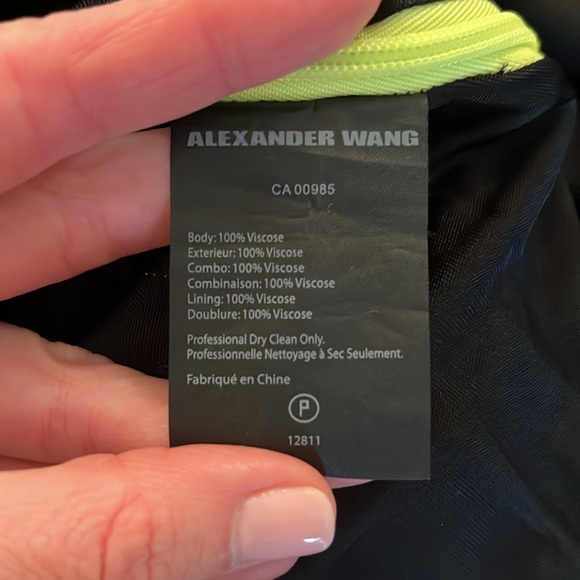 ALEXANDER WANG
CA 00985
Body: 100% Viscose
Exterieur: 100% Viscose
Combo: 100% Viscose
Combinaison: 100% Viscose
Lining: 100% Viscose
Doublure: 100% Viscose
Professional Dry Clean Only.
Professionnelle Nettoyage à Sec Seulement.
Fabriqué en Chine
P
12811